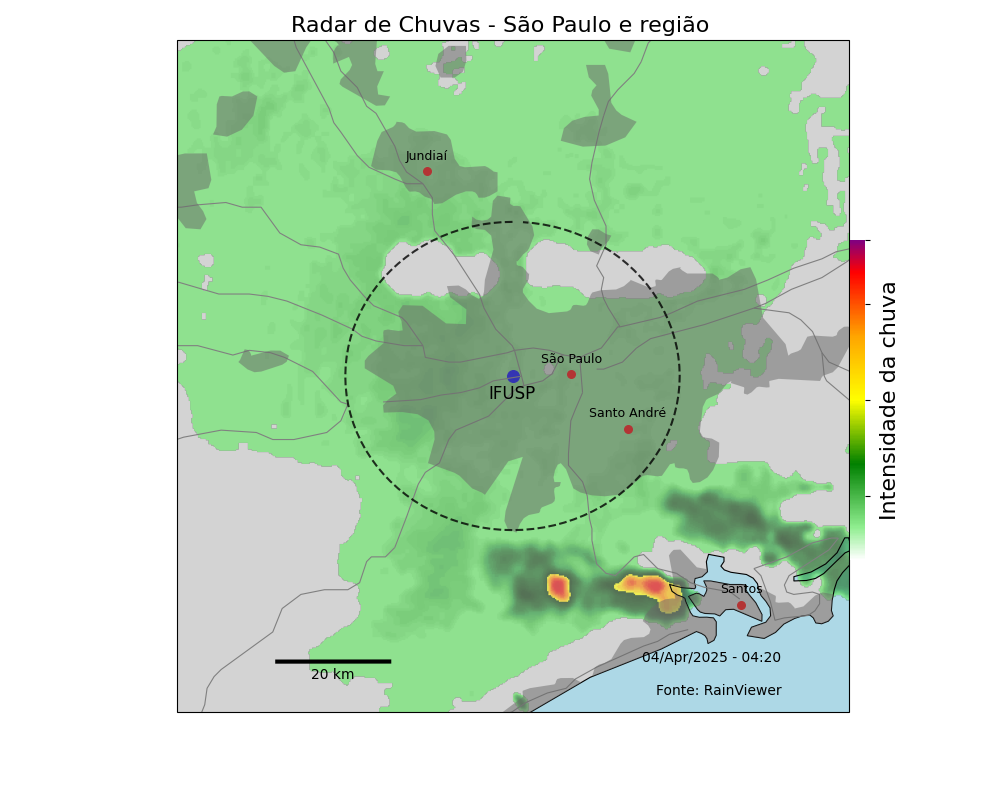 Radar de Chuvas - São Paulo e região
Jundiaí
São Paulo
IFUSP
Santo André
Intensidade da chuva
Santos
20 km
04/Apr/2025 - 04:20
Fonte: RainViewer